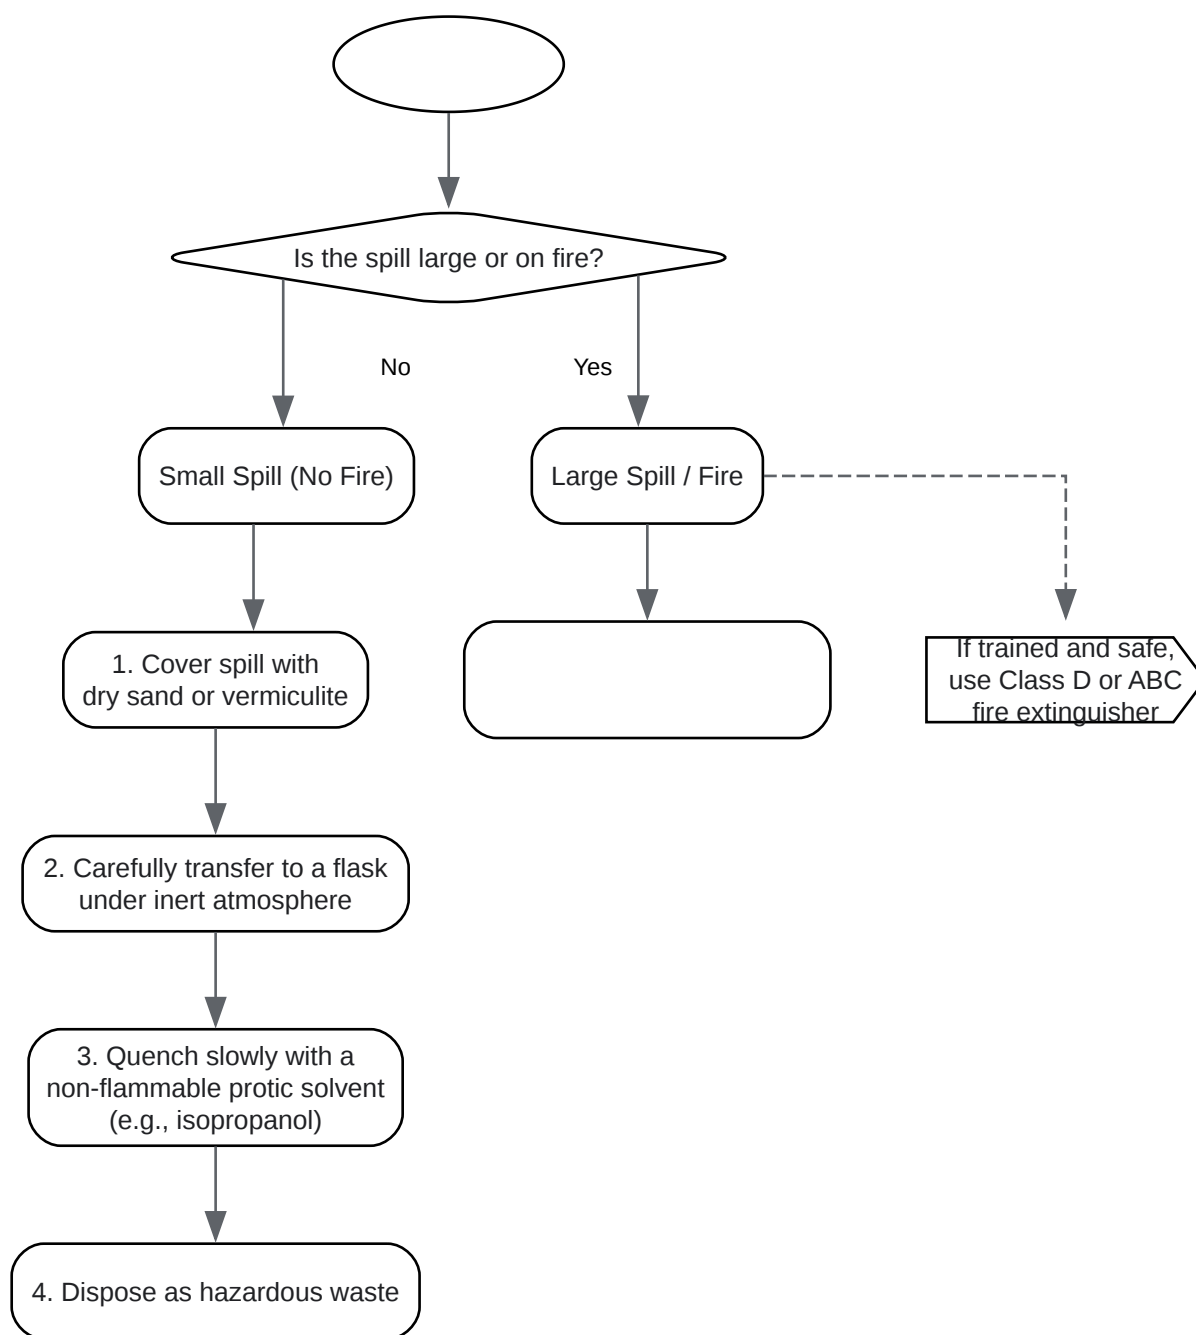 Is the spill large or on fire?
No
Yes
Small Spill (No Fire)
Large Spill / Fire
1. Cover spill with
dry sand or vermiculite
If trained and safe,
use Class D or ABC
fire extinguisher
2. Carefully transfer to a flask
under inert atmosphere
3. Quench slowly with a
non-flammable protic solvent
(e.g., isopropanol)
4. Dispose as hazardous waste